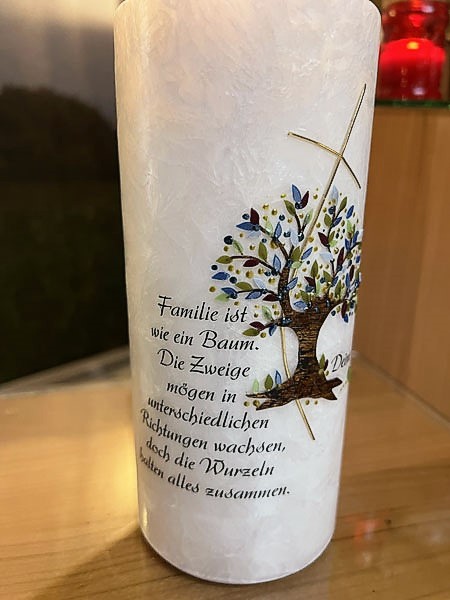 Familie ist
wie ein Baum.
Die Zweige
mögen in
unterschiedlichen
Richtungen wachsen,
doch die Wurzeln
halten alles zusammen.